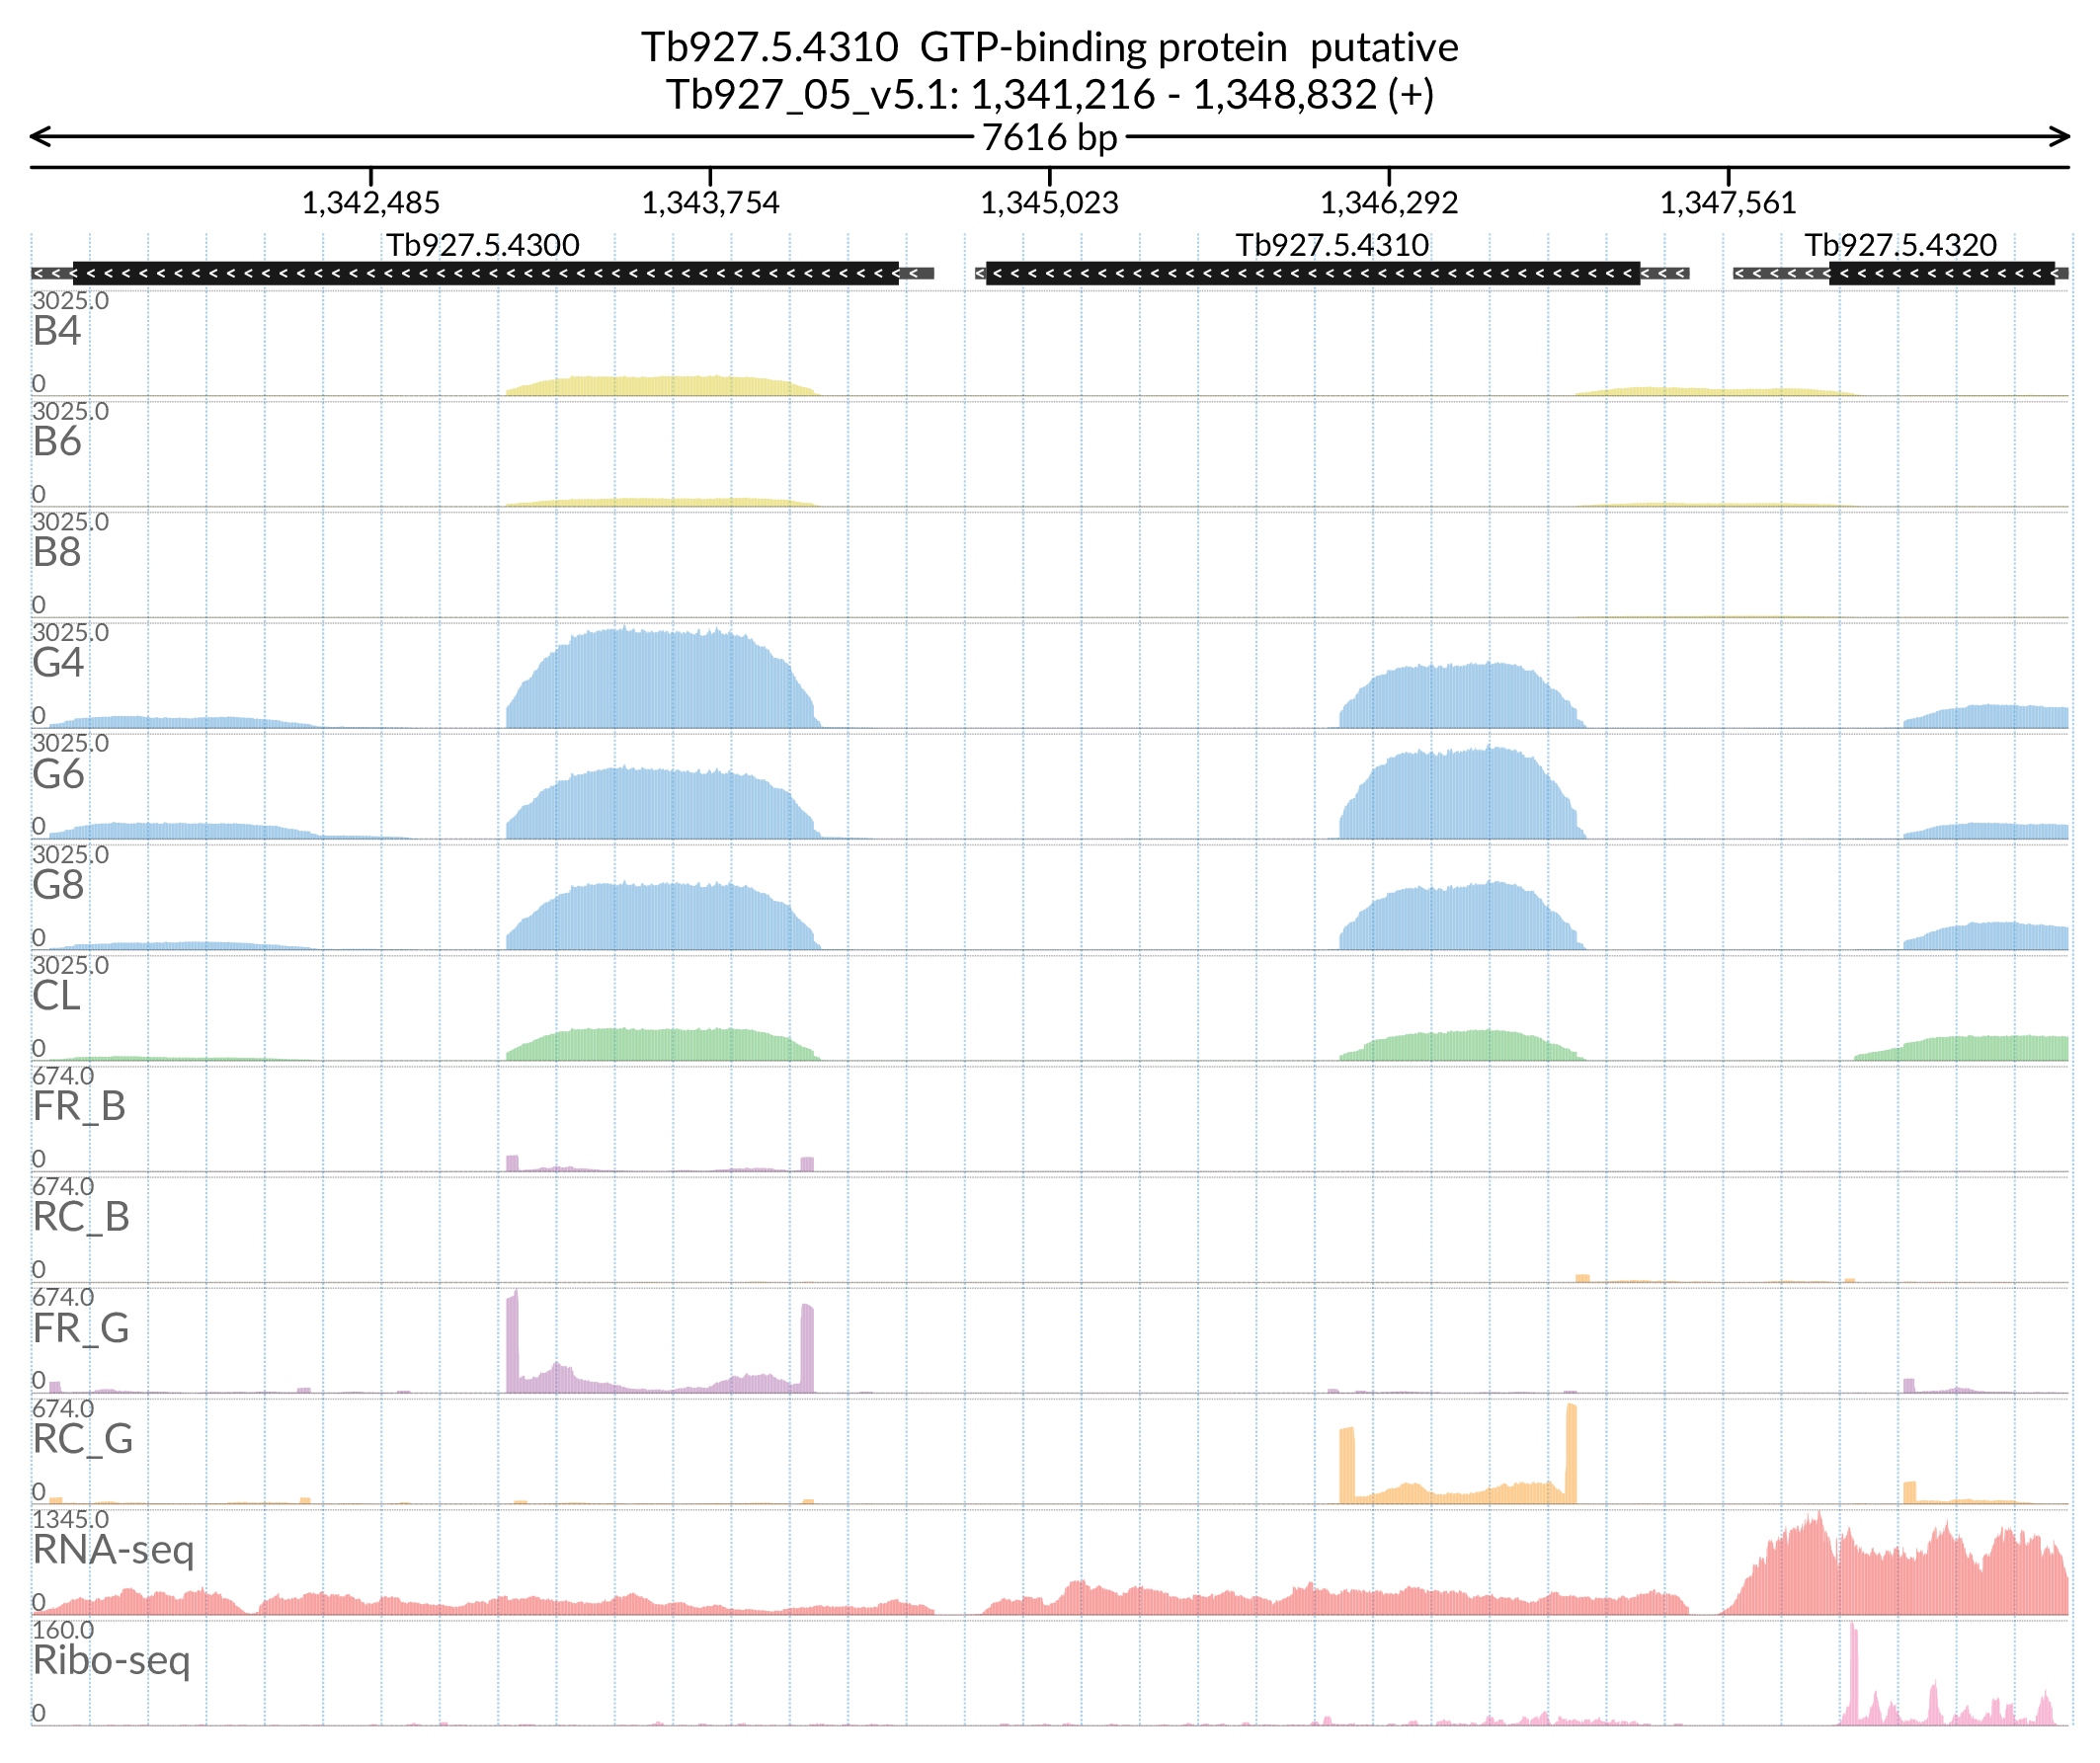 Tb927.5.4310 GTP-binding protein putative
Tb927_05_v5.1: 1,341,216 - 1,348,832 (+)
7616 bp
1,342,485 1,343,754 1,345,023 1,346,292 1,347,561
Tb927.5.4300 Tb927.5.4310 Tb927.5.4320
3025.0
B4
0
3025.0
B6
0
3025.0
B8
0
3025.0
G4
0
3025.0
G6
0
3025.0
G8
0
3025.0
CL
0
674.0
FR_B
0
674.0
RC_B
0
674.0
FR_G
0
674.0
RC_G
0
1345.0
RNA-seq
0
160.0
Ribo-seq
0